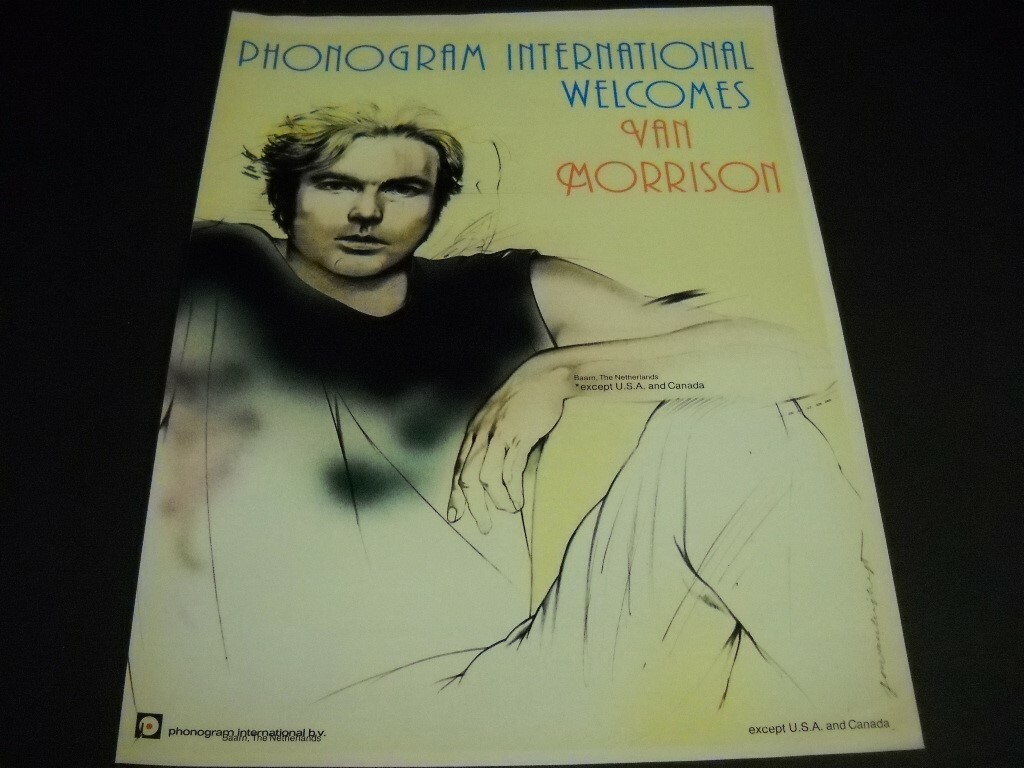 PHONOGRAM INTERNATIONAL
WELCOMES
VAN
MORRISON
Baarn, The Netherlands
*except U.S.A. and Canada
phonogram international b.v.
Baarn, The Netherlands
except U.S.A. and Canada